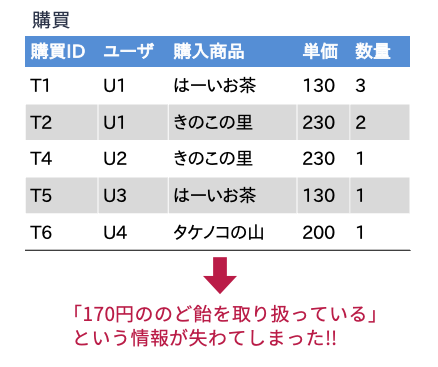 購買
購買ID ユーザ 購入商品 単価 数量
T1 U1 はーいお茶 130 3
T2 U1 きのこの里 230 2
T4 U2 きのこの里 230 1
T5 U3 はーいお茶 130 1
T6 U4 タケノコの山 200 1
「170円ののど飴を取り扱っている」
という情報が失わてしまった!!